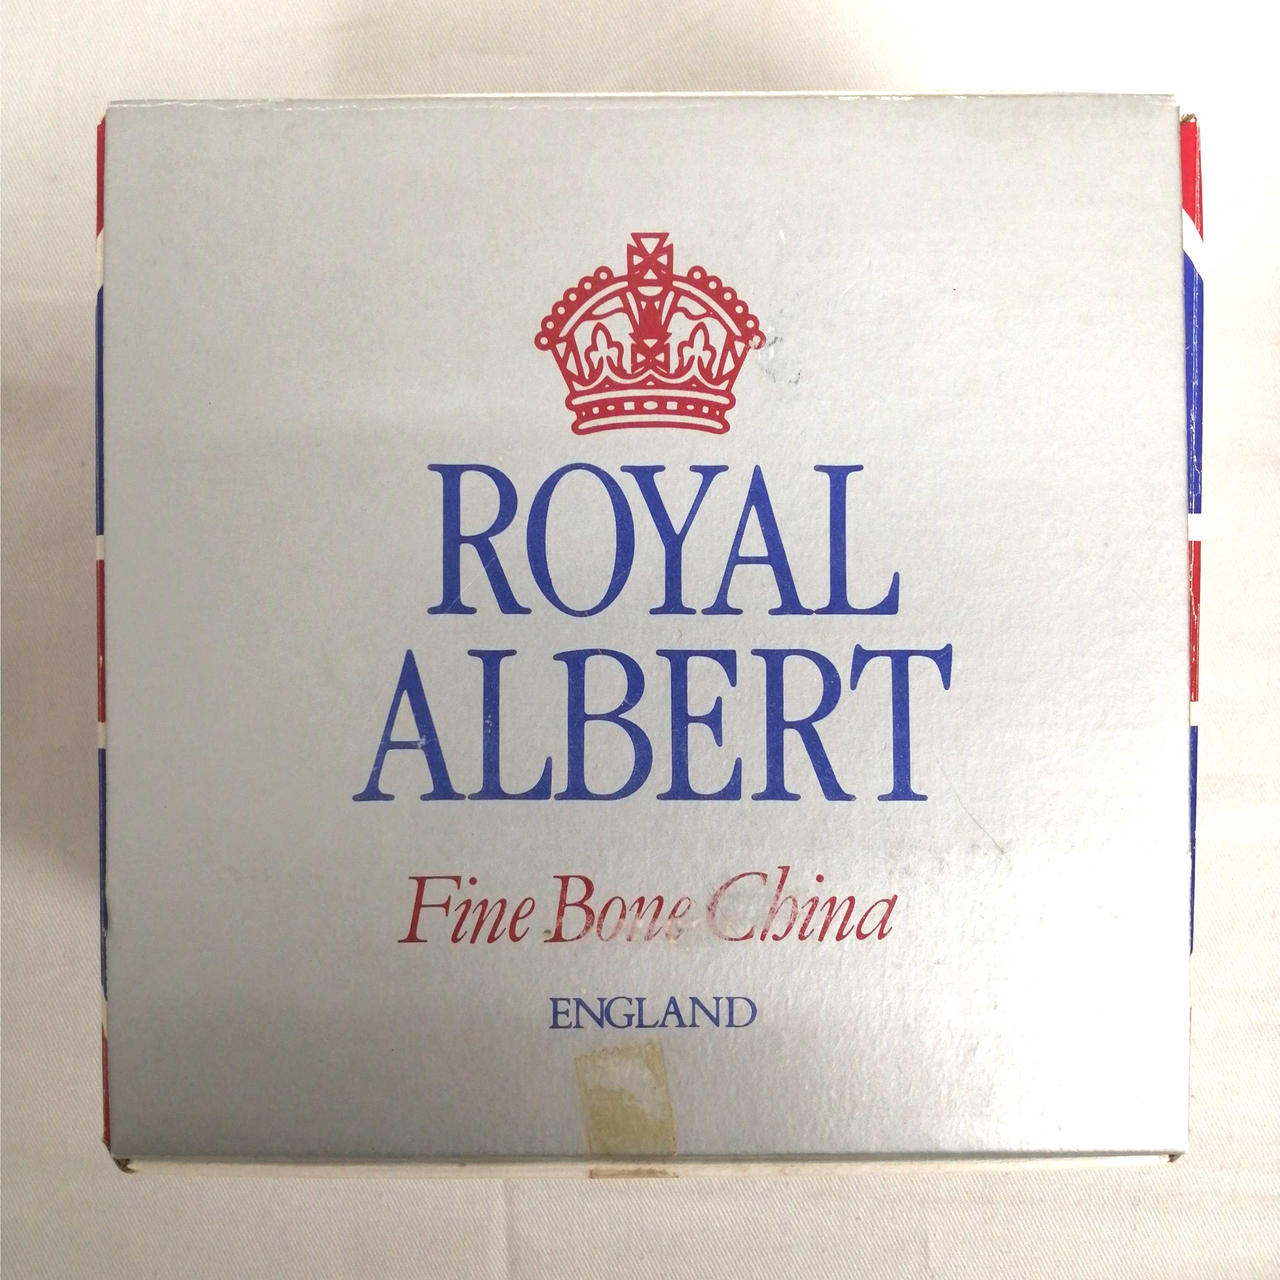 ROYAL
ALBERT
Fine Bone China
ENGLAND